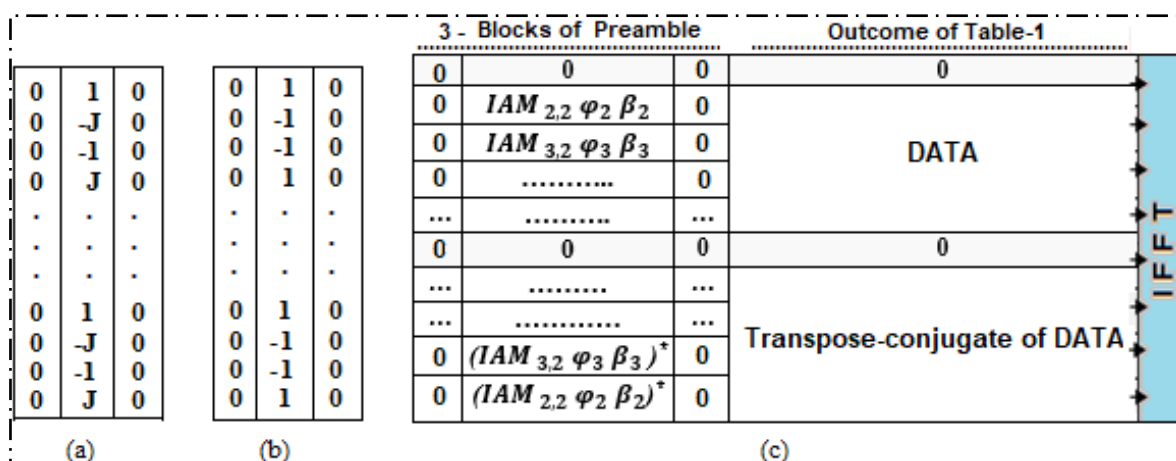 3 - Blocks of Preamble Outcome of Table-1
0 1 0
0 -J 0
0 -1 0
0 J 0
. . .
. . .
. . .
0 1 0
0 -J 0
0 -1 0
0 J 0
(a)
0 1 0
0 -1 0
0 -1 0
0 1 0
. . .
. . .
. . .
0 1 0
0 -1 0
0 -1 0
0 1 0
(b)
0 0 0 0
0 IAM 2,2 φ2 β2 0
0 IAM 3,2 φ3 β3 0
DATA
0 ........... 0
... .......... ...
0 0 0 0
... ......... ...
... ............ ...
Transpose-conjugate of DATA
0 (IAM 3,2 φ3 β3)* 0
0 (IAM 2,2 φ2 β2)* 0
IFFT
(c)